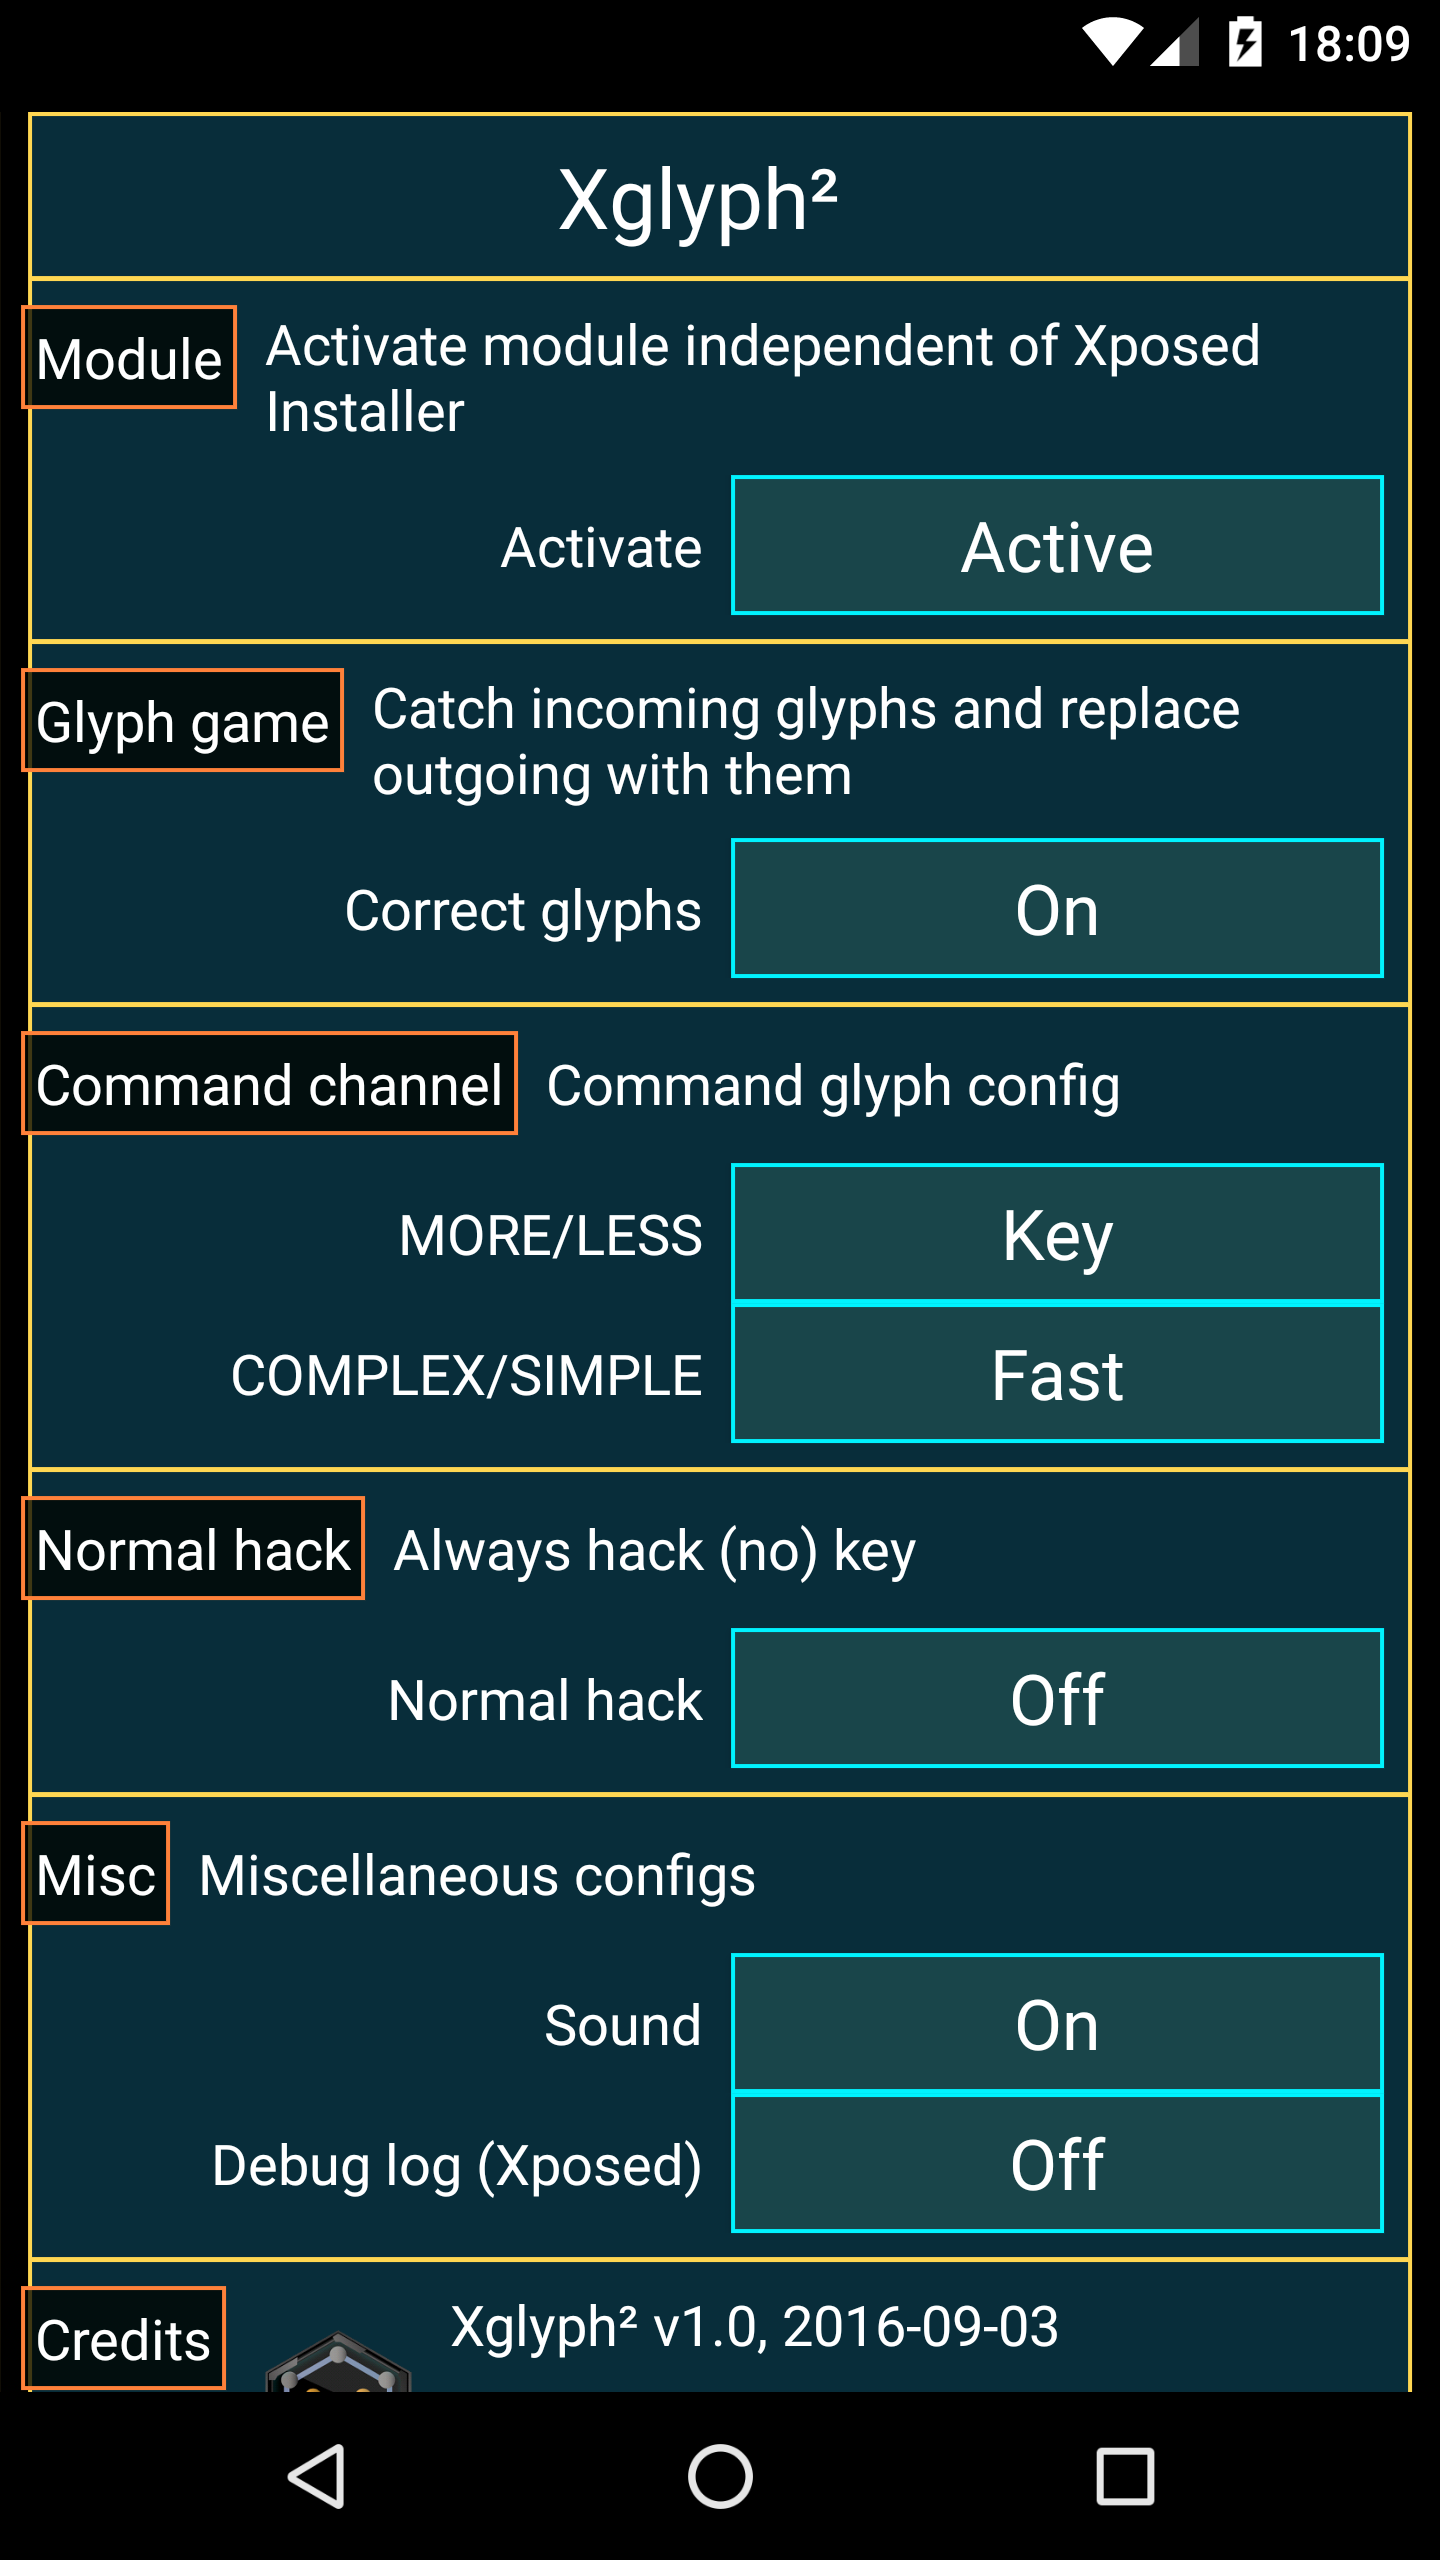 18:09
Xglyph²
Module
Activate module independent of Xposed
Installer
Activate
Active
Glyph game
Catch incoming glyphs and replace
outgoing with them
Correct glyphs
On
Command channel
Command glyph config
MORE/LESS
Key
COMPLEX/SIMPLE
Fast
Normal hack
Always hack (no) key
Normal hack
Off
Misc
Miscellaneous configs
Sound
On
Debug log (Xposed)
Off
Credits
Xglyph² v1.0, 2016-09-03